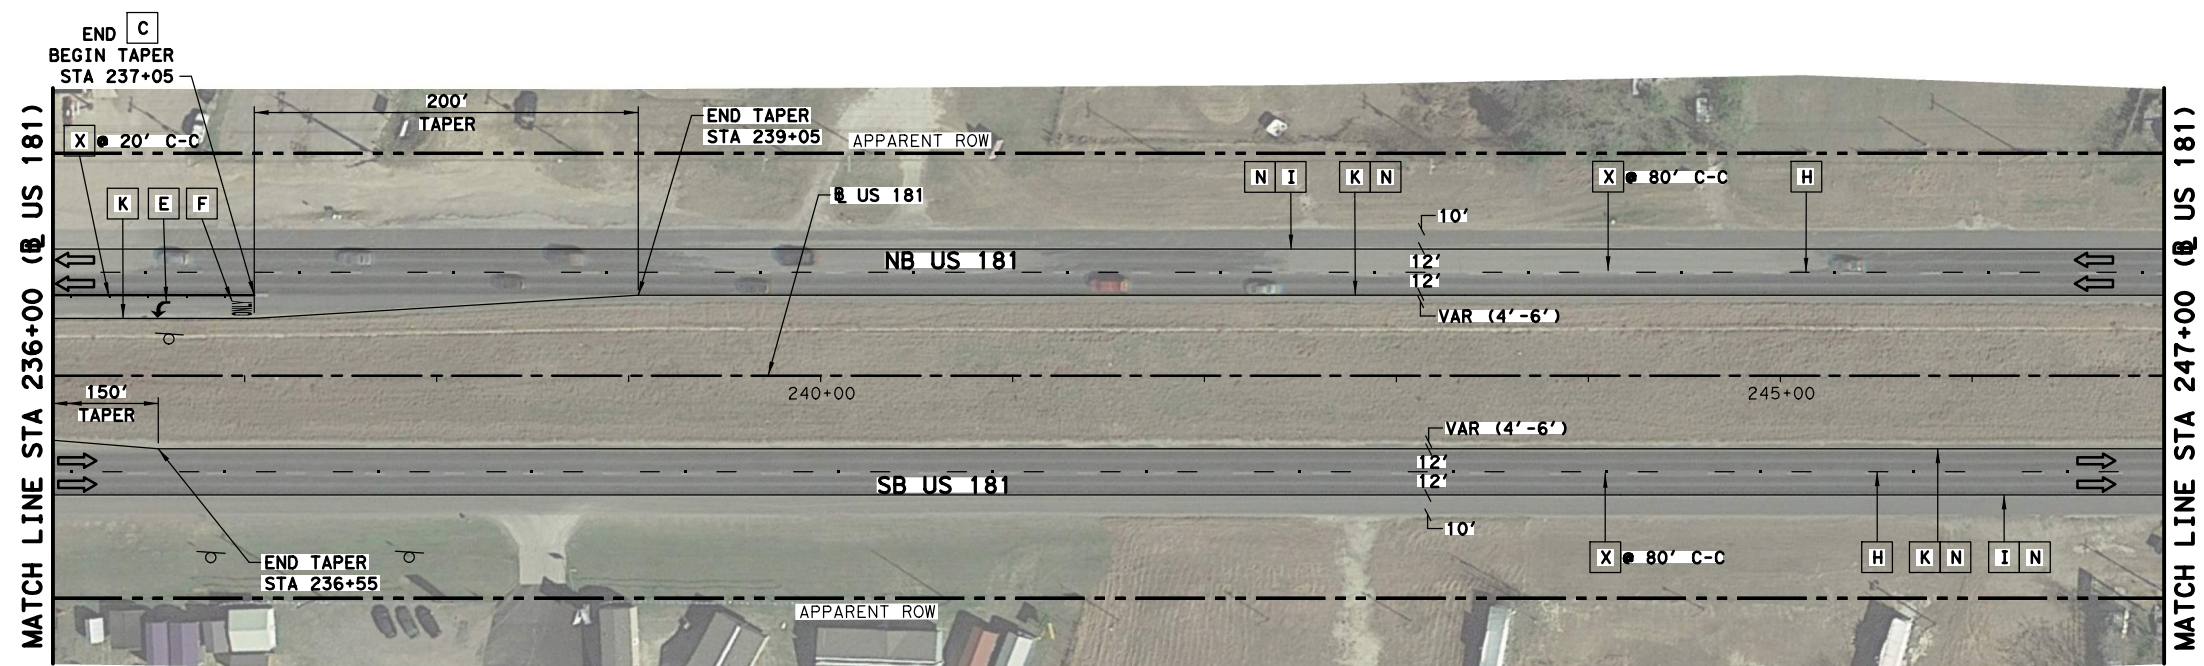 END C
BEGIN TAPER
STA 237+05
200'
TAPER
END TAPER
STA 239+05
APPARENT ROW
X @ 20' C-C
K E F
℄ US 181
N I
K N
X @ 80' C-C
H
10'
NB US 181
12'
12'
ONLY
VAR (4'-6')
MATCH LINE STA 236+00 (℄ US 181)
MATCH LINE STA 247+00 (℄ US 181)
240+00
245+00
150'
TAPER
VAR (4'-6')
12'
12'
SB US 181
10'
END TAPER
STA 236+55
X @ 80' C-C
H
K N
I N
APPARENT ROW